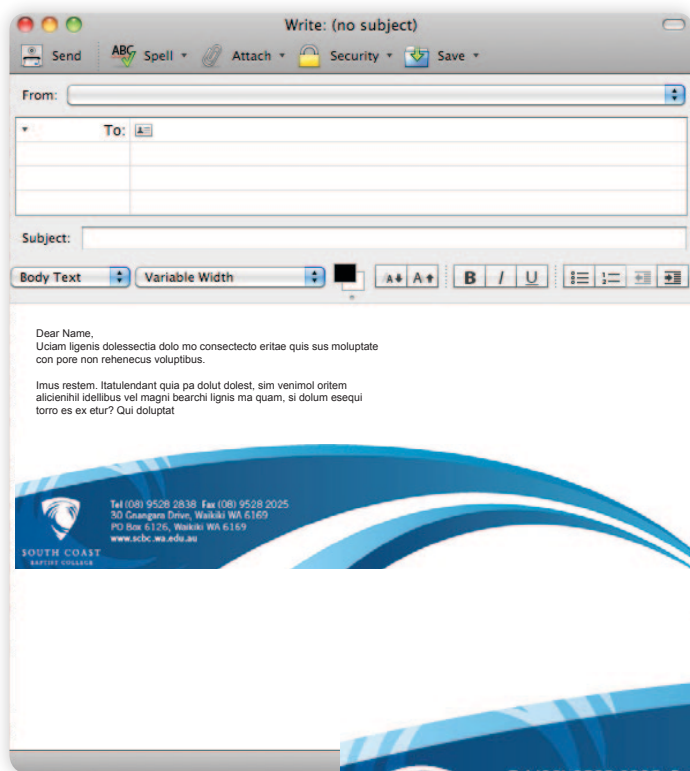 Write: (no subject)
Send ABC Spell Attach Security Save
From:
To:
Subject:
Body Text Variable Width A A B I U
Dear Name,
Uciam ligenis dolessectia dolo mo consectecto eritae quis sus moluptate
con pore non rehenecus voluptibus.
Imus restem. Itatulendant quia pa dolut dolest, sim venimol oritem
alicienihil idellibus vel magni bearchi lignis ma quam, si dolum esequi
torro es ex etur? Qui doluptat
Tel (08) 9528 2838 Fax (08) 9528 2025
30 Gnangara Drive, Waikiki WA 6169
PO Box 6126, Waikiki WA 6169
www.scbc.wa.edu.au
SOUTH COAST
BAPTIST COLLEGE